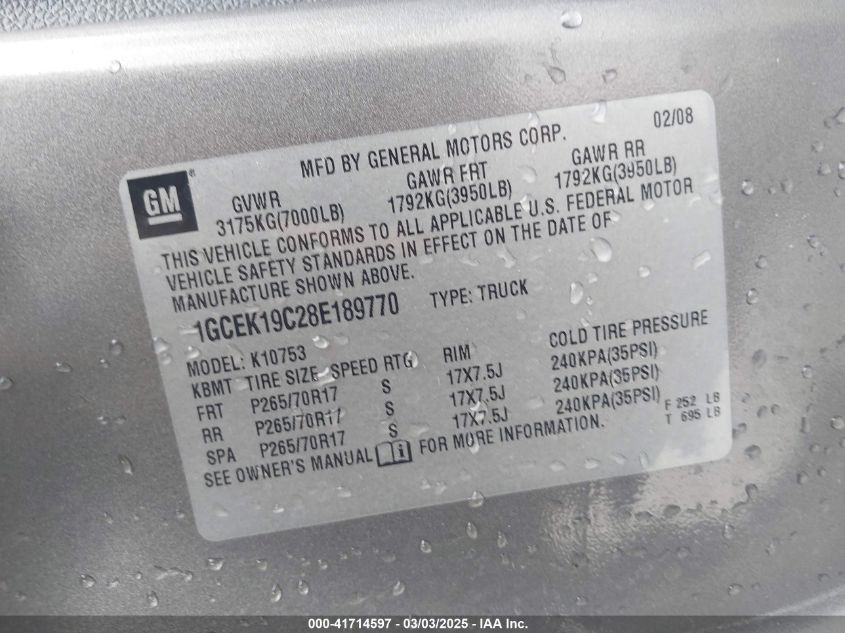 MFD BY GENERAL MOTORS CORP. 02/08
GM ®
GVWR GAWR FRT GAWR RR
3175KG(7000LB) 1792KG(3950LB) 1792KG(3950LB)
THIS VEHICLE CONFORMS TO ALL APPLICABLE U.S. FEDERAL MOTOR
VEHICLE SAFETY STANDARDS IN EFFECT ON THE DATE OF
MANUFACTURE SHOWN ABOVE.
1GCEK19C28E189770 TYPE: TRUCK
MODEL: K10753
KBMT TIRE SIZE SPEED RTG RIM COLD TIRE PRESSURE
FRT P265/70R17 S 17X7.5J 240KPA(35PSI)
RR P265/70R17 S 17X7.5J 240KPA(35PSI)
SPA P265/70R17 S 17X7.5J 240KPA(35PSI)
SEE OWNER'S MANUAL FOR MORE INFORMATION.
F 252 LB
T 695 LB
000-41714597 - 03/03/2025 - IAA Inc.